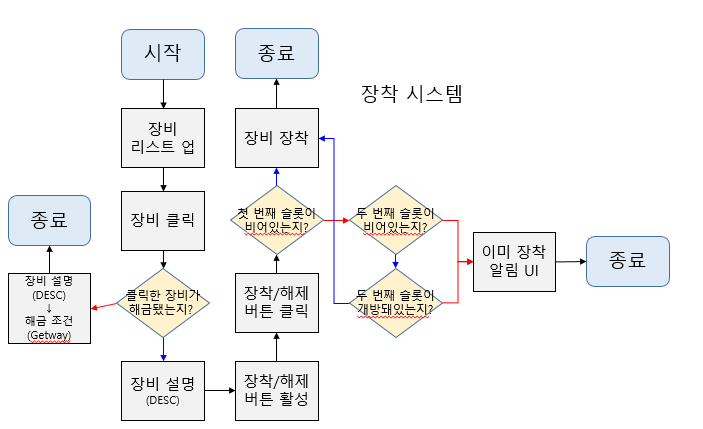 장착 시스템
시작
장비
리스트 업
장비 클릭
클릭한 장비가
해금됐는지?
종료
장비 설명
(DESC)
↓
해금 조건
(Getway)
장비 설명
(DESC)
장착/해제
버튼 활성
장착/해제
버튼 클릭
첫 번째 슬롯이
비어있는지?
장비 장착
종료
두 번째 슬롯이
비어있는지?
두 번째 슬롯이
개방돼있는지?
이미 장착
알림 UI
종료